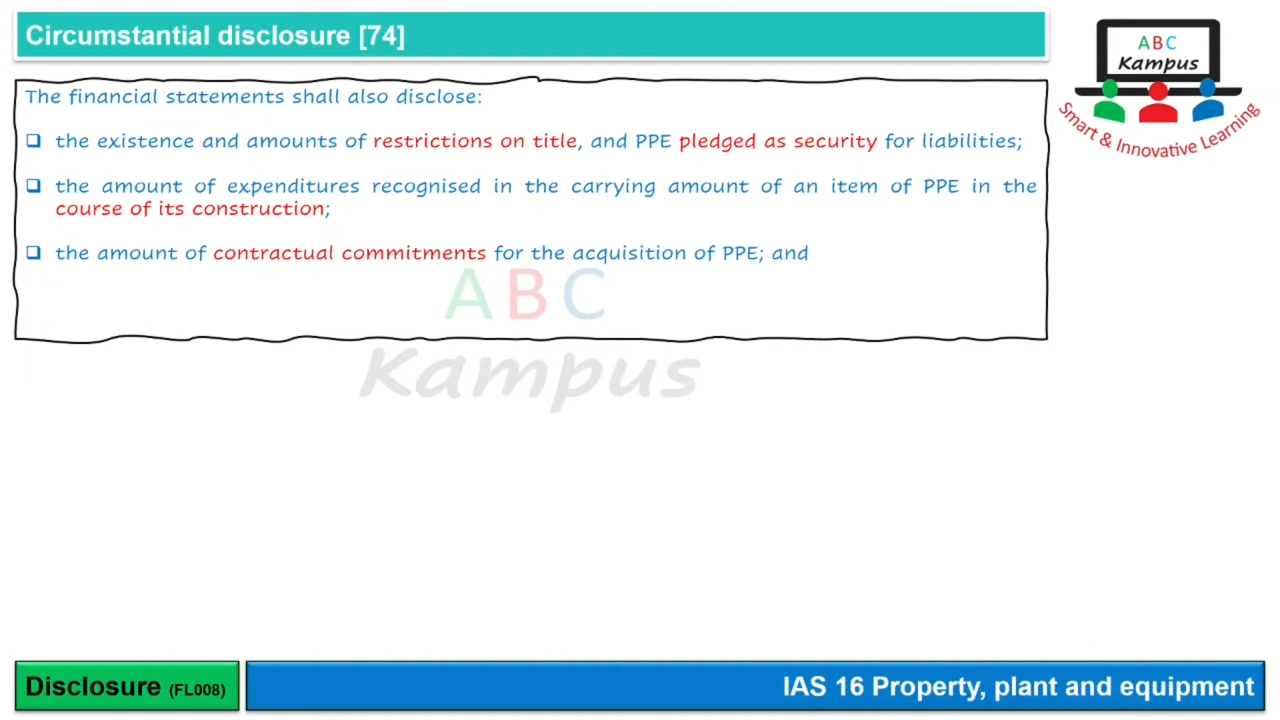 Circumstantial disclosure [74]
ABC
Kampus
Smart & Innovative Learning
The financial statements shall also disclose:
the existence and amounts of restrictions on title, and PPE pledged as security for liabilities;
the amount of expenditures recognised in the carrying amount of an item of PPE in the
course of its construction;
the amount of contractual commitments for the acquisition of PPE; and
ABC
Kampus
Disclosure (FL008)
IAS 16 Property, plant and equipment